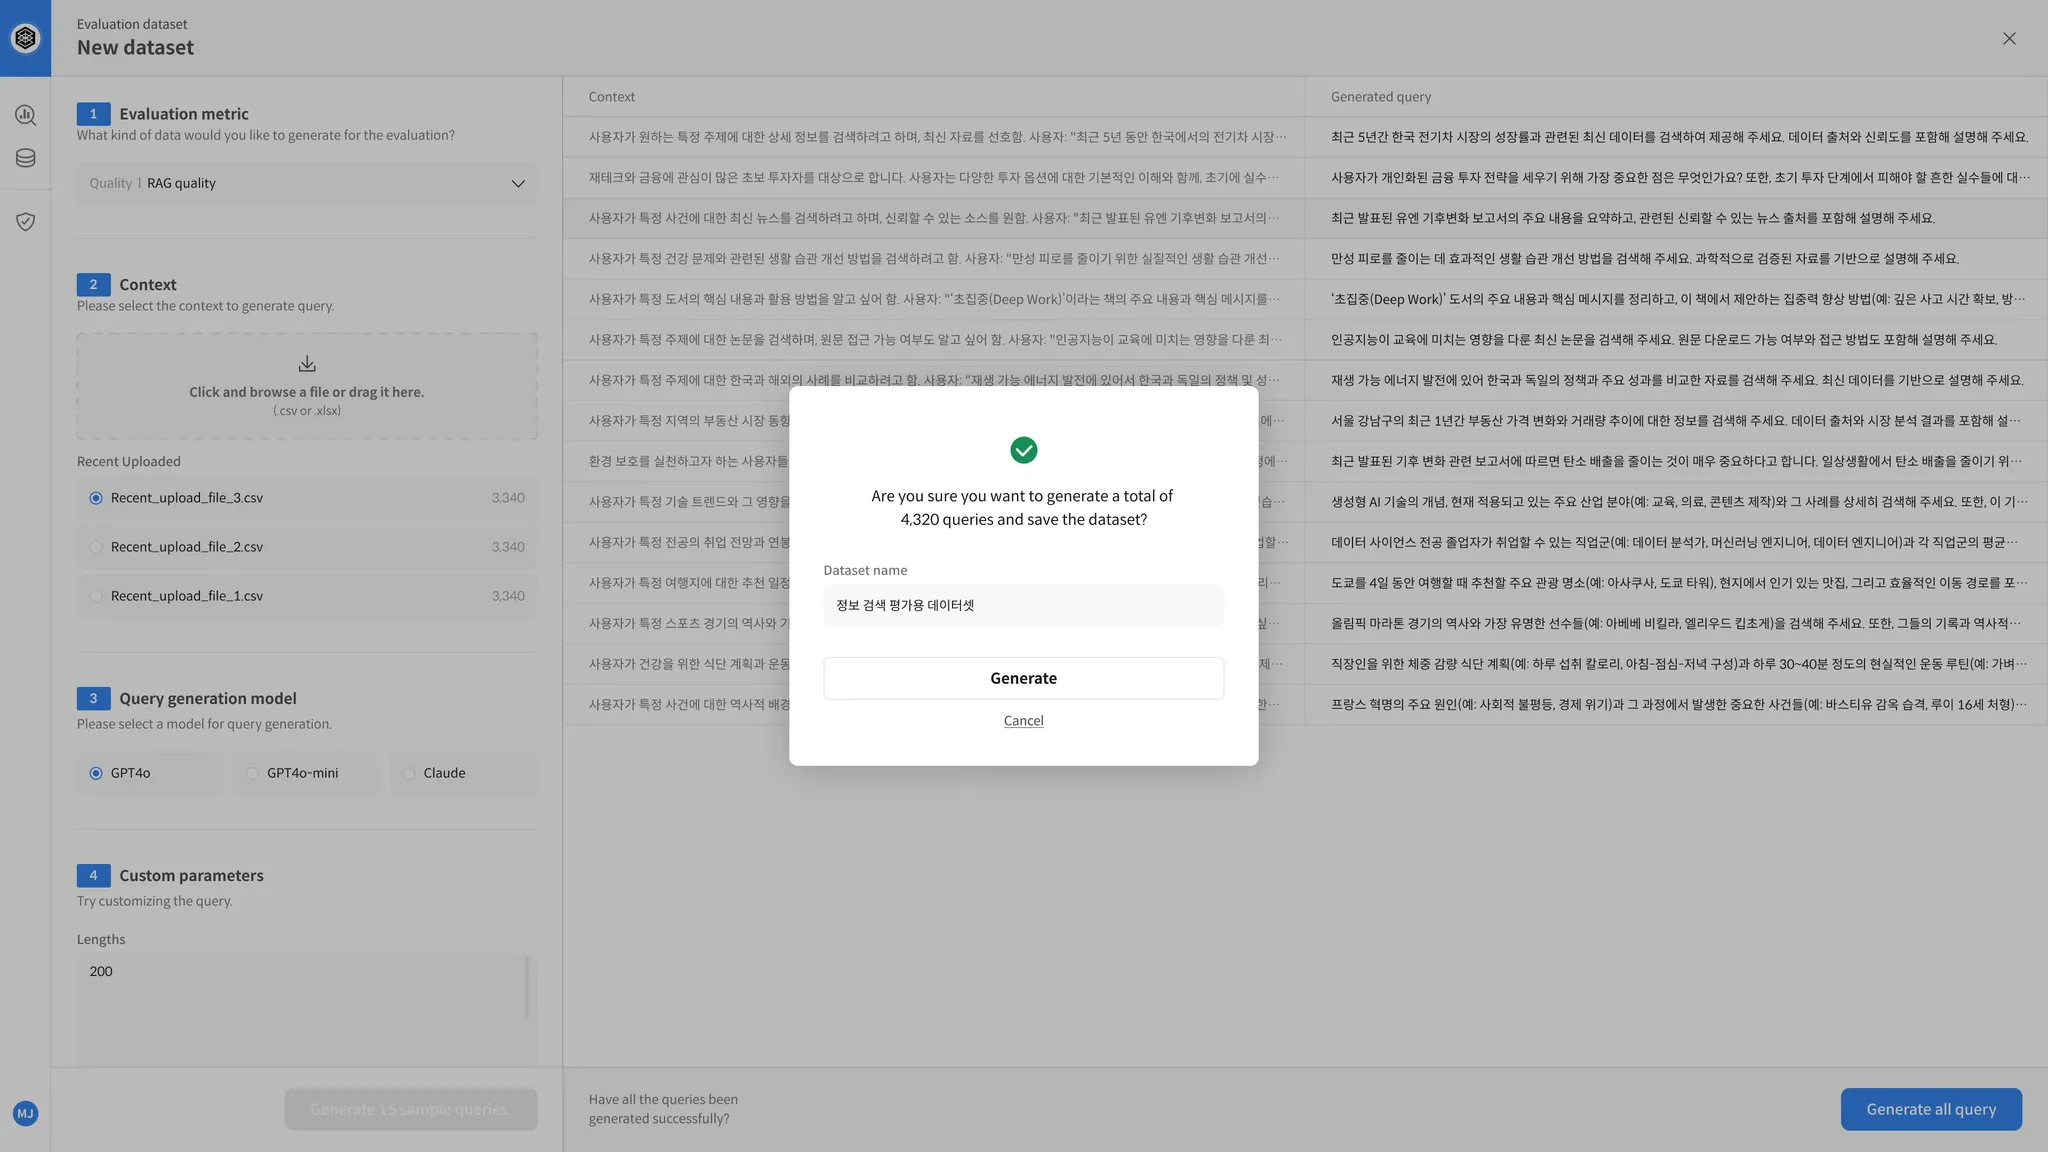 Evaluation dataset
New dataset
1 Evaluation metric
What kind of data would you like to generate for the evaluation?
Quality | RAG quality
2 Context
Please select the context to generate query.
Click and browse a file or drag it here.
(.csv or .xlsx)
Recent Uploaded
Recent_upload_file_3.csv 3,340
Recent_upload_file_2.csv 3,340
Recent_upload_file_1.csv 3,340
3 Query generation model
Please select a model for query generation.
GPT4o GPT4o-mini Claude
4 Custom parameters
Try customizing the query.
Lengths
200
Generate 15 sample queries
MJ
Context Generated query
사용자가 원하는 특정 주제에 대한 상세 정보를 검색하려고 하며, 최신 자료를 선호함. 사용자: "최근 5년 동안 한국에서의 전기차 시장… 최근 5년간 한국 전기차 시장의 성장률과 관련된 최신 데이터를 검색하여 제공해 주세요. 데이터 출처와 신뢰도를 포함해 설명해 주세요.
재테크와 금융에 관심이 많은 초보 투자자를 대상으로 합니다. 사용자는 다양한 투자 옵션에 대한 기본적인 이해와 함께, 초기에 실수… 사용자가 개인화된 금융 투자 전략을 세우기 위해 가장 중요한 점은 무엇인가요? 또한, 초기 투자 단계에서 피해야 할 흔한 실수들에 대…
사용자가 특정 사건에 대한 최신 뉴스를 검색하려고 하며, 신뢰할 수 있는 소스를 원함. 사용자: "최근 발표된 유엔 기후변화 보고서의… 최근 발표된 유엔 기후변화 보고서의 주요 내용을 요약하고, 관련된 신뢰할 수 있는 뉴스 출처를 포함해 설명해 주세요.
사용자가 특정 건강 문제와 관련된 생활 습관 개선 방법을 검색하려고 함. 사용자: "만성 피로를 줄이기 위한 실질적인 생활 습관 개선… 만성 피로를 줄이는 데 효과적인 생활 습관 개선 방법을 검색해 주세요. 과학적으로 검증된 자료를 기반으로 설명해 주세요.
사용자가 특정 도서의 핵심 내용과 활용 방법을 알고 싶어 함. 사용자: "‘초집중(Deep Work)’이라는 책의 주요 내용과 핵심 메시지를… ‘초집중(Deep Work)’ 도서의 주요 내용과 핵심 메시지를 정리하고, 이 책에서 제안하는 집중력 향상 방법(예: 깊은 사고 시간 확보, 방…
사용자가 특정 주제에 대한 논문을 검색하며, 원문 접근 가능 여부도 알고 싶어 함. 사용자: "인공지능이 교육에 미치는 영향을 다룬 최… 인공지능이 교육에 미치는 영향을 다룬 최신 논문을 검색해 주세요. 원문 다운로드 가능 여부와 접근 방법도 포함해 설명해 주세요.
사용자가 특정 주제에 대한 한국과 해외의 사례를 비교하려고 함. 사용자: "재생 가능 에너지 발전에 있어서 한국과 독일의 정책 및 성… 재생 가능 에너지 발전에 있어 한국과 독일의 정책과 주요 성과를 비교한 자료를 검색해 주세요. 최신 데이터를 기반으로 설명해 주세요.
사용자가 특정 지역의 부동산 시장 동향 에… 서울 강남구의 최근 1년간 부동산 가격 변화와 거래량 추이에 대한 정보를 검색해 주세요. 데이터 출처와 시장 분석 결과를 포함해 설…
환경 보호를 실천하고자 하는 사용자들 에… 최근 발표된 기후 변화 관련 보고서에 따르면 탄소 배출을 줄이는 것이 매우 중요하다고 합니다. 일상생활에서 탄소 배출을 줄이기 위…
사용자가 특정 기술 트렌드와 그 영향을 습… 생성형 AI 기술의 개념, 현재 적용되고 있는 주요 산업 분야(예: 교육, 의료, 콘텐츠 제작)와 그 사례를 상세히 검색해 주세요. 또한, 이 기…
사용자가 특정 전공의 취업 전망과 연봉 할… 데이터 사이언스 전공 졸업자가 취업할 수 있는 직업군(예: 데이터 분석가, 머신러닝 엔지니어, 데이터 엔지니어)과 각 직업군의 평균…
사용자가 특정 여행지에 대한 추천 일정 리… 도쿄를 4일 동안 여행할 때 추천할 주요 관광 명소(예: 아사쿠사, 도쿄 타워), 현지에서 인기 있는 맛집, 그리고 효율적인 이동 경로를 포…
사용자가 특정 스포츠 경기의 역사와 기 싶… 올림픽 마라톤 경기의 역사와 가장 유명한 선수들(예: 아베베 비킬라, 엘리우드 킵초게)을 검색해 주세요. 또한, 그들의 기록과 역사적…
사용자가 건강을 위한 식단 계획과 운동 제… 직장인을 위한 체중 감량 식단 계획(예: 하루 섭취 칼로리, 아침-점심-저녁 구성)과 하루 30~40분 정도의 현실적인 운동 루틴(예: 가벼…
사용자가 특정 사건에 대한 역사적 배경 한… 프랑스 혁명의 주요 원인(예: 사회적 불평등, 경제 위기)과 그 과정에서 발생한 중요한 사건들(예: 바스티유 감옥 습격, 루이 16세 처형)…
Are you sure you want to generate a total of
4,320 queries and save the dataset?
Dataset name
정보 검색 평가용 데이터셋
Generate
Cancel
Have all the queries been
generated successfully?
Generate all query